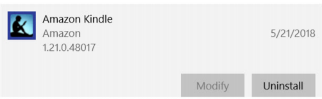 Amazon Kindle
Amazon 5/21/2018
1.21.0.48017
Modify Uninstall